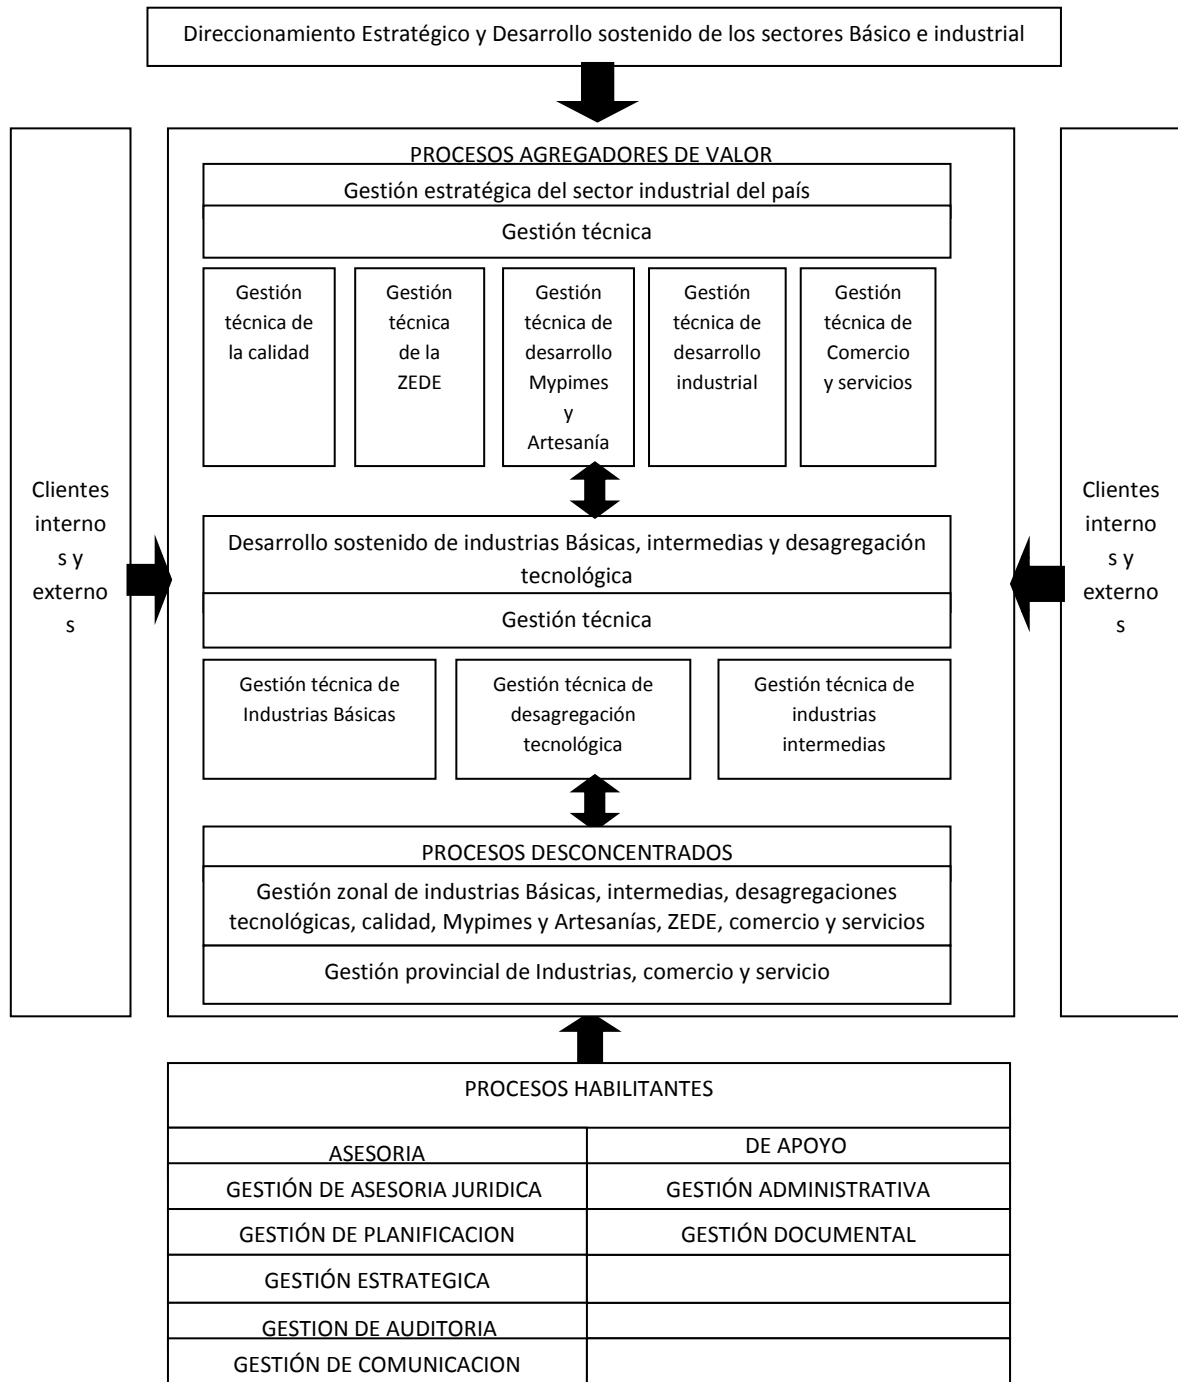 Direccionamiento Estratégico y Desarrollo sostenido de los sectores Básico e industrial
PROCESOS AGREGADORES DE VALOR
Gestión estratégica del sector industrial del país
Gestión técnica
Gestión
técnica de
la calidad
Gestión
técnica
de la
ZEDE
Gestión
técnica de
desarrollo
Mypimes
y
Artesanía
Gestión
técnica de
desarrollo
industrial
Gestión
técnica de
Comercio
y servicios
Clientes
interno
s y
externo
s
Desarrollo sostenido de industrias Básicas, intermedias y desagregación
tecnológica
Gestión técnica
Gestión técnica de
Industrias Básicas
Gestión técnica de
desagregación
tecnológica
Gestión técnica de
industrias
intermedias
Clientes
interno
s y
externo
s
PROCESOS DESCONCENTRADOS
Gestión zonal de industrias Básicas, intermedias, desagregaciones
tecnológicas, calidad, Mypimes y Artesanías, ZEDE, comercio y servicios
Gestión provincial de Industrias, comercio y servicio
PROCESOS HABILITANTES
ASESORIA
DE APOYO
GESTIÓN DE ASESORIA JURIDICA
GESTIÓN ADMINISTRATIVA
GESTIÓN DE PLANIFICACION
GESTIÓN DOCUMENTAL
GESTIÓN ESTRATEGICA
GESTION DE AUDITORIA
GESTIÓN DE COMUNICACION